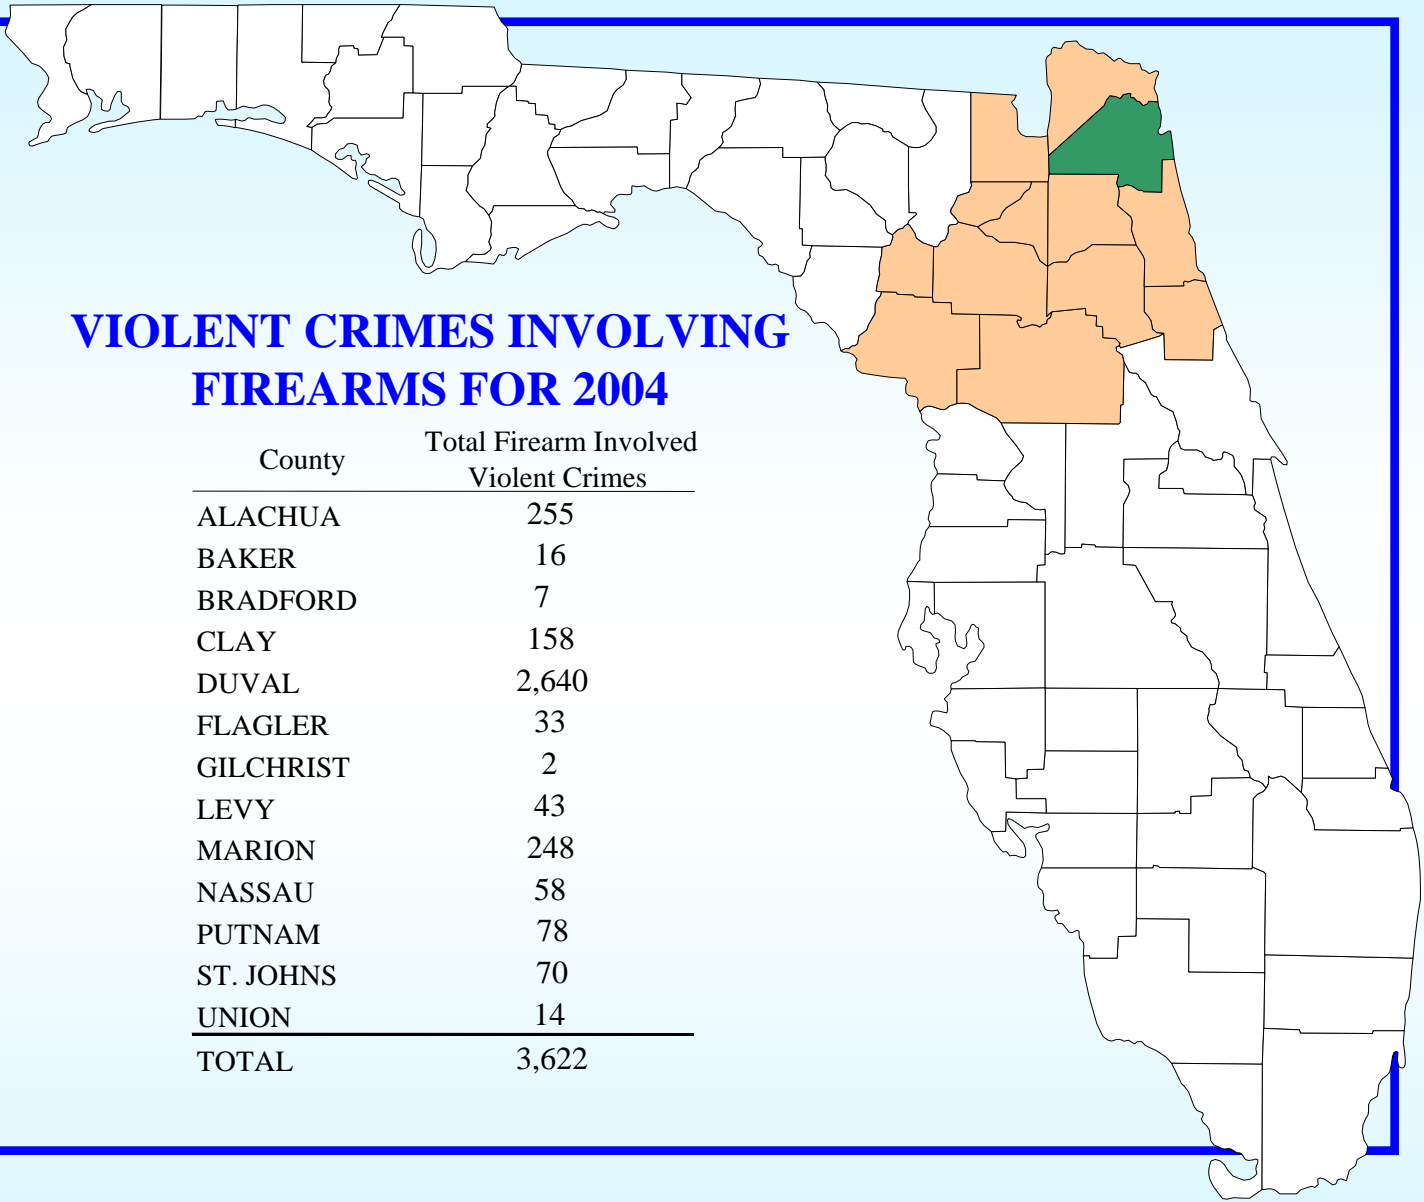 VIOLENT CRIMES INVOLVING
FIREARMS FOR 2004
County Total Firearm Involved
Violent Crimes
ALACHUA 255
BAKER 16
BRADFORD 7
CLAY 158
DUVAL 2,640
FLAGLER 33
GILCHRIST 2
LEVY 43
MARION 248
NASSAU 58
PUTNAM 78
ST. JOHNS 70
UNION 14
TOTAL 3,622